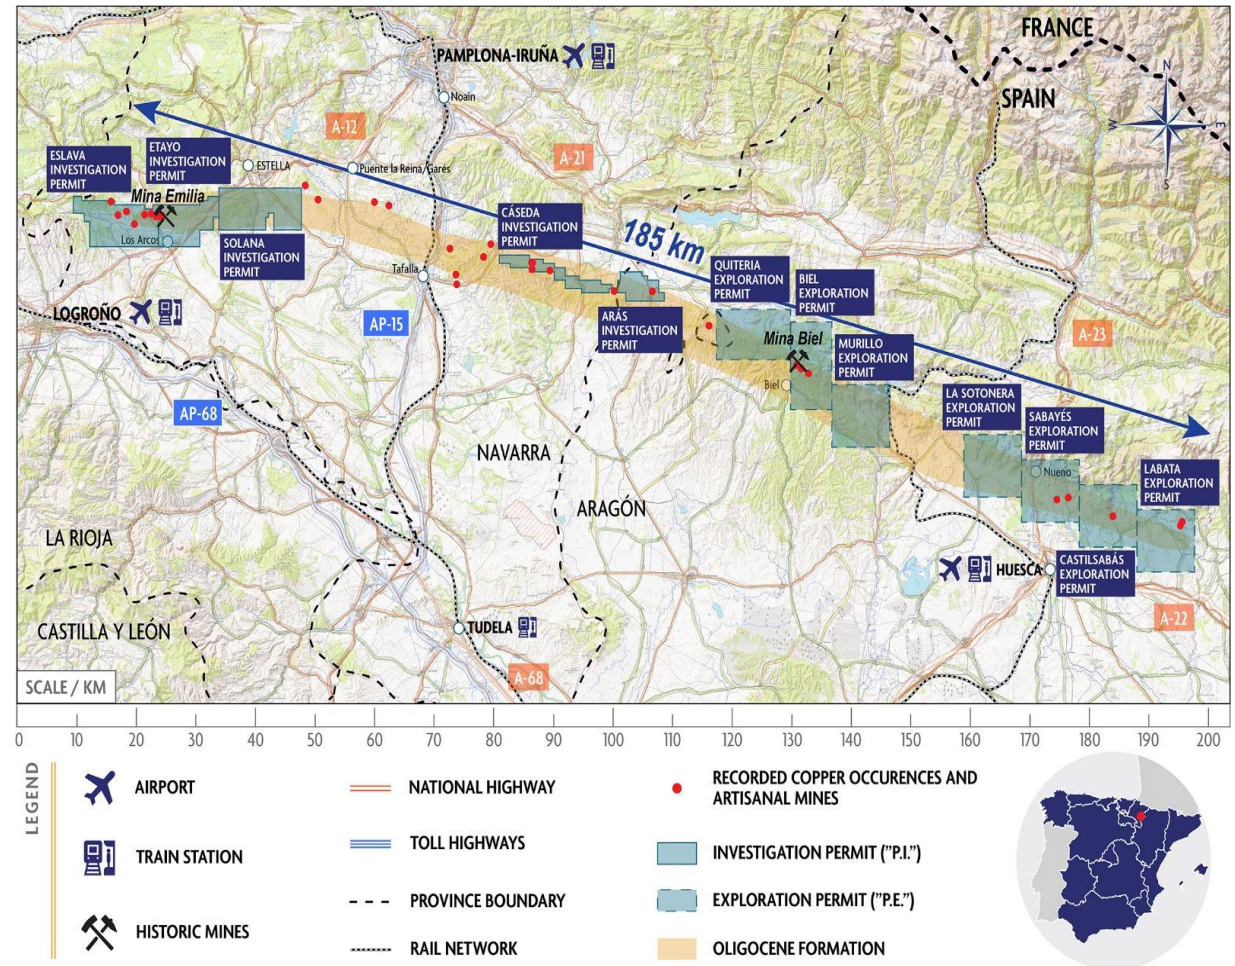 FRANCE
SPAIN
N
W
E
S
PAMPLONA-IRUÑA
Noain
A-12
A-21
ESLAVA
INVESTIGATION
PERMIT
ETAYO
INVESTIGATION
PERMIT
ESTELLA
Puente la Reina/Garés
Mina Emilia
Los Arcos
SOLANA
INVESTIGATION
PERMIT
CÁSEDA
INVESTIGATION
PERMIT
185 km
Tafalla
QUITERIA
EXPLORATION
PERMIT
BIEL
EXPLORATION
PERMIT
LOGROÑO
AP-15
ARÁS
INVESTIGATION
PERMIT
Mina Biel
MURILLO
EXPLORATION
PERMIT
A-23
Biel
AP-68
LA SOTONERA
EXPLORATION
PERMIT
SABAYÉS
EXPLORATION
PERMIT
NAVARRA
Nueno
LABATA
EXPLORATION
PERMIT
ARAGÓN
LA RIOJA
HUESCA
CASTILSABÁS
EXPLORATION
PERMIT
CASTILLA Y LEÓN
TUDELA
A-22
A-68
SCALE / KM
0 10 20 30 40 50 60 70 80 90 100 110 120 130 140 150 160 170 180 190 200
LEGEND
AIRPORT
TRAIN STATION
HISTORIC MINES
NATIONAL HIGHWAY
TOLL HIGHWAYS
PROVINCE BOUNDARY
RAIL NETWORK
RECORDED COPPER OCCURENCES AND
ARTISANAL MINES
INVESTIGATION PERMIT ("P.I.")
EXPLORATION PERMIT ("P.E.")
OLIGOCENE FORMATION